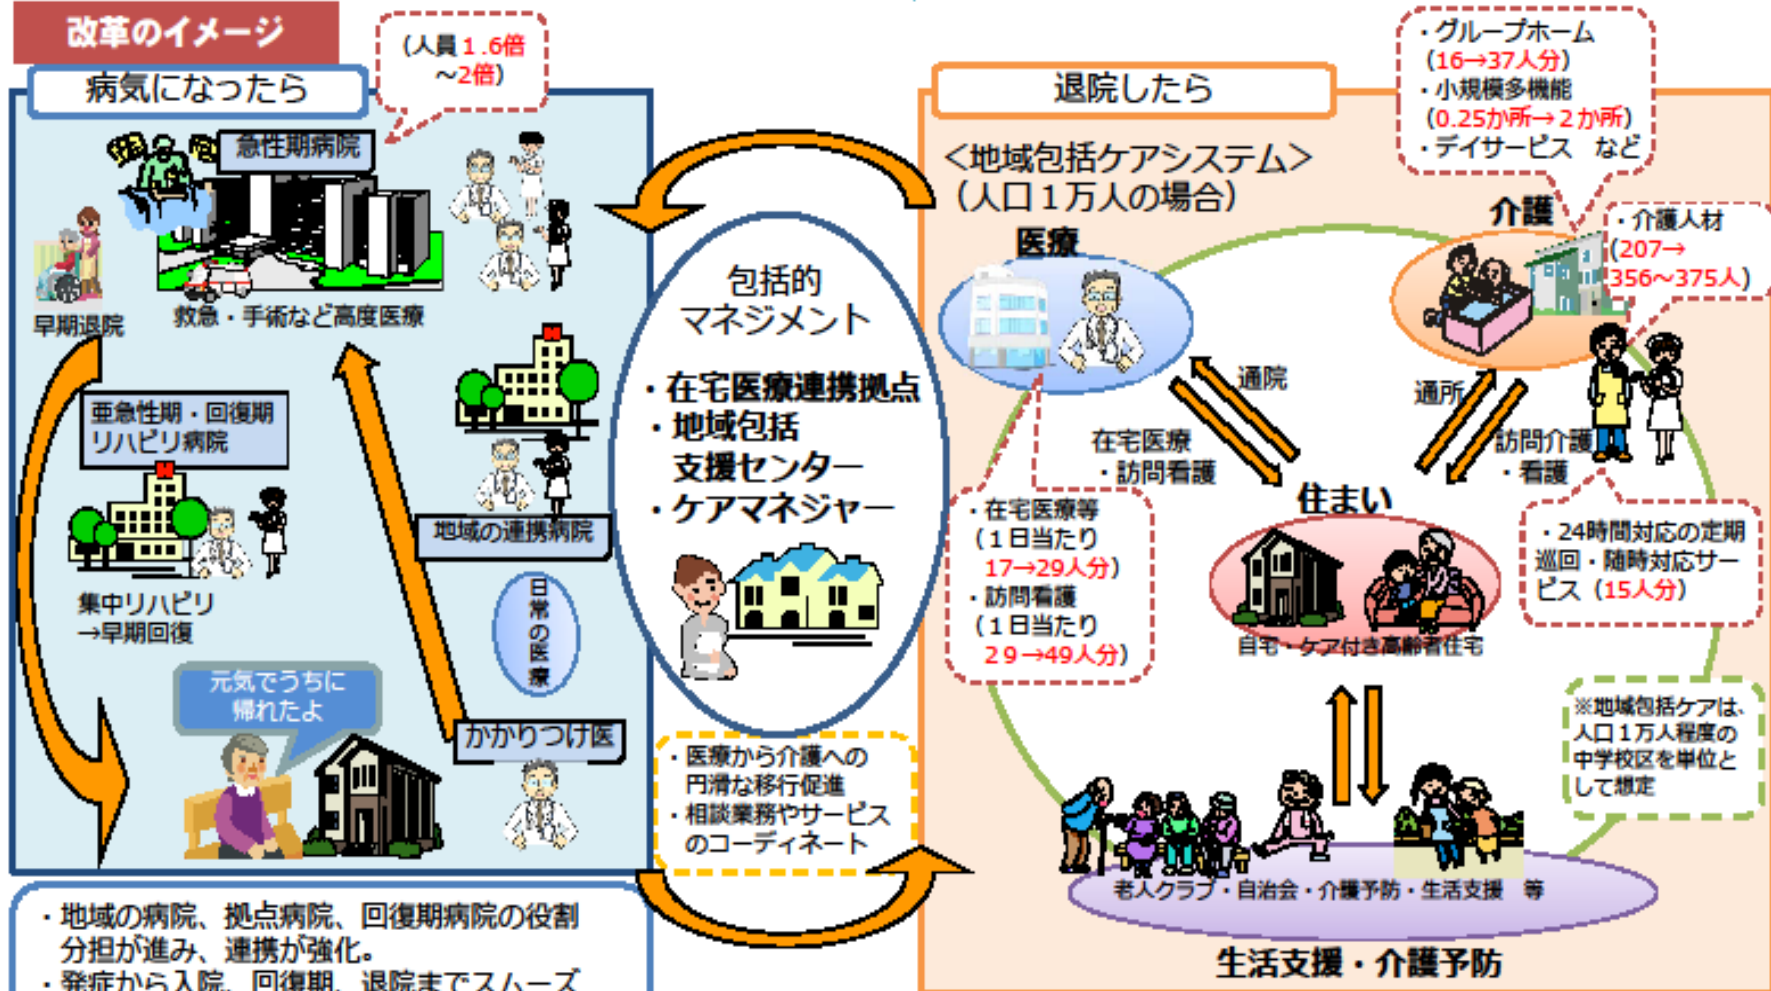 改革のイメージ
(人員1.6倍
～2倍)
病気になったら
急性期病院
救急・手術など高度医療
早期退院
亜急性期・回復期
リハビリ病院
集中リハビリ
→早期回復
地域の連携病院
日常の医療
元気でうちに
帰れたよ
かかりつけ医
・地域の病院、拠点病院、回復期病院の役割
分担が進み、連携が強化。
・発症から入院、回復期、退院までスムーズ
包括的
マネジメント
・在宅医療連携拠点
・地域包括
支援センター
・ケアマネジャー
・医療から介護への
円滑な移行促進
・相談業務やサービス
のコーディネート
退院したら
＜地域包括ケアシステム＞
(人口1万人の場合)
・グループホーム
(16→37人分)
・小規模多機能
(0.25か所→2か所)
・デイサービス　など
介護
・介護人材
(207→
356～375人)
医療
通院
在宅医療
・訪問看護
通所
訪問介護
・看護
・在宅医療等
(1日当たり
17→29人分)
・訪問看護
(1日当たり
29→49人分)
住まい
自宅・ケア付き高齢者住宅
・24時間対応の定期
巡回・随時対応サー
ビス (15人分)
※地域包括ケアは、
人口1万人程度の
中学校区を単位と
して想定
老人クラブ・自治会・介護予防・生活支援　等
生活支援・介護予防